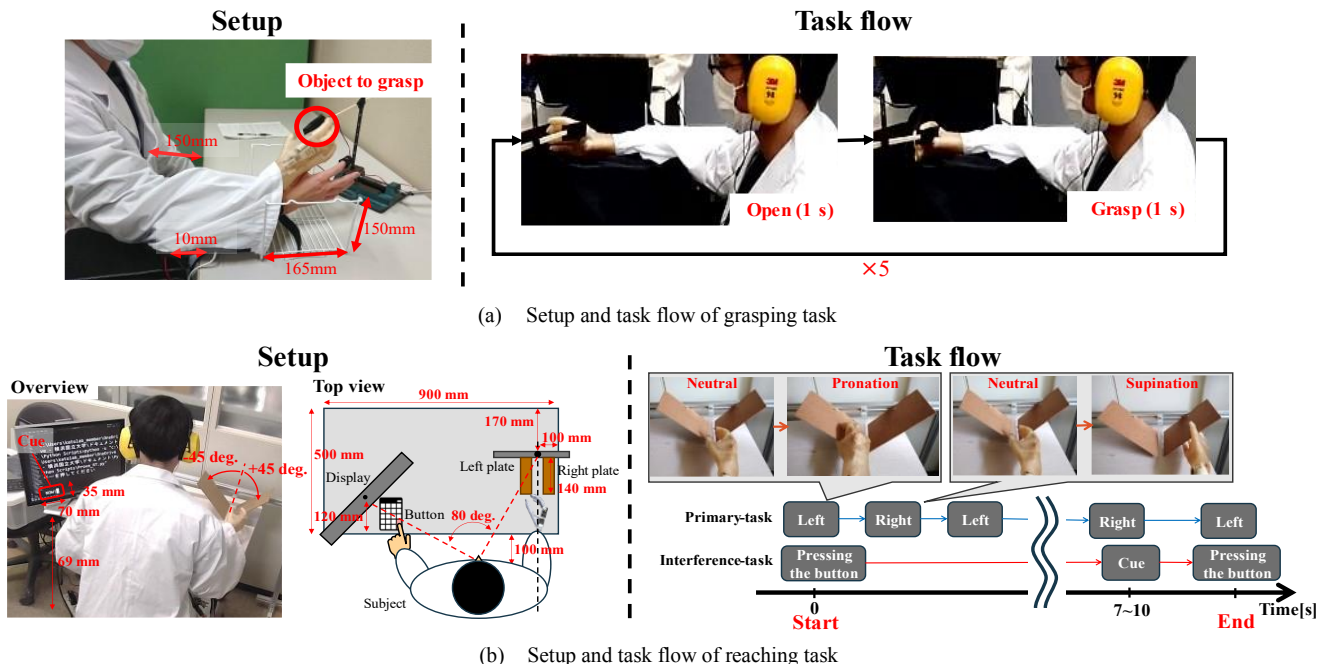 Setup
Task flow
Object to grasp
150mm
150mm
10mm
165mm
3M
Open (1 s)
Grasp (1 s)
×5
(a) Setup and task flow of grasping task
Setup
Task flow
Overview
Top view
Cue
-45 deg.
+45 deg.
35 mm
70 mm
69 mm
900 mm
170 mm
100 mm
500 mm
Display
Left plate
Right plate
140 mm
120 mm
Button
80 deg.
100 mm
Subject
Neutral
Pronation
Neutral
Supination
Primary-task
Left
Right
Left
Right
Left
Interference-task
Pressing
the button
Cue
Pressing
the button
0
7~10
Time[s]
Start
End
(b) Setup and task flow of reaching task